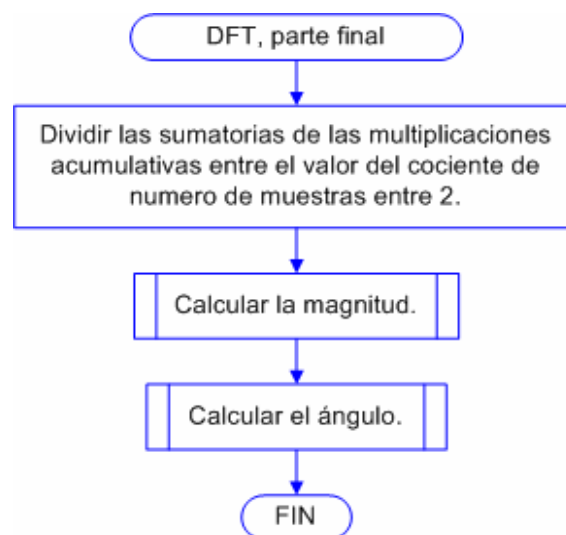 DFT, parte final
Dividir las sumatorias de las multiplicaciones
acumulativas entre el valor del cociente de
numero de muestras entre 2.
Calcular la magnitud.
Calcular el ángulo.
FIN